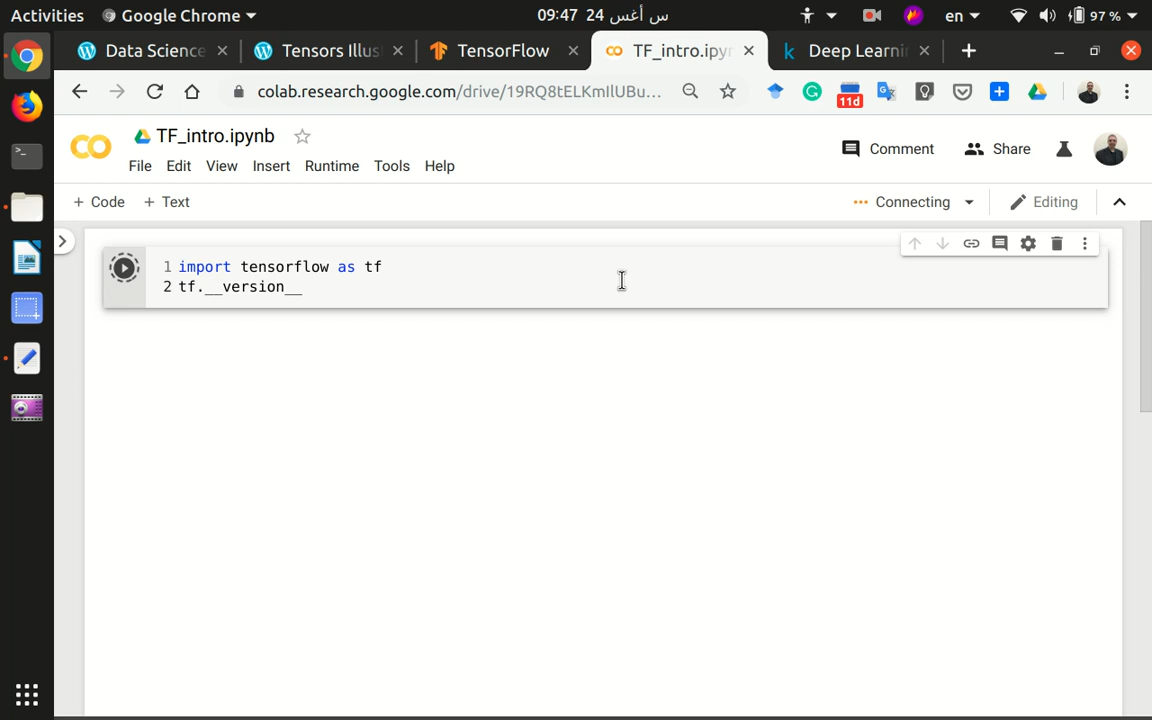 Activities Google Chrome 09:47 24 س أغس en 97 %
Data Science Tensors Illus TensorFlow TF_intro.ipyn Deep Learnin
colab.research.google.com/drive/19RQ8tELKmIlUBu...
11d
TF_intro.ipynb
File Edit View Insert Runtime Tools Help
Comment Share
+ Code + Text Connecting Editing
1 import tensorflow as tf
2 tf.__version__